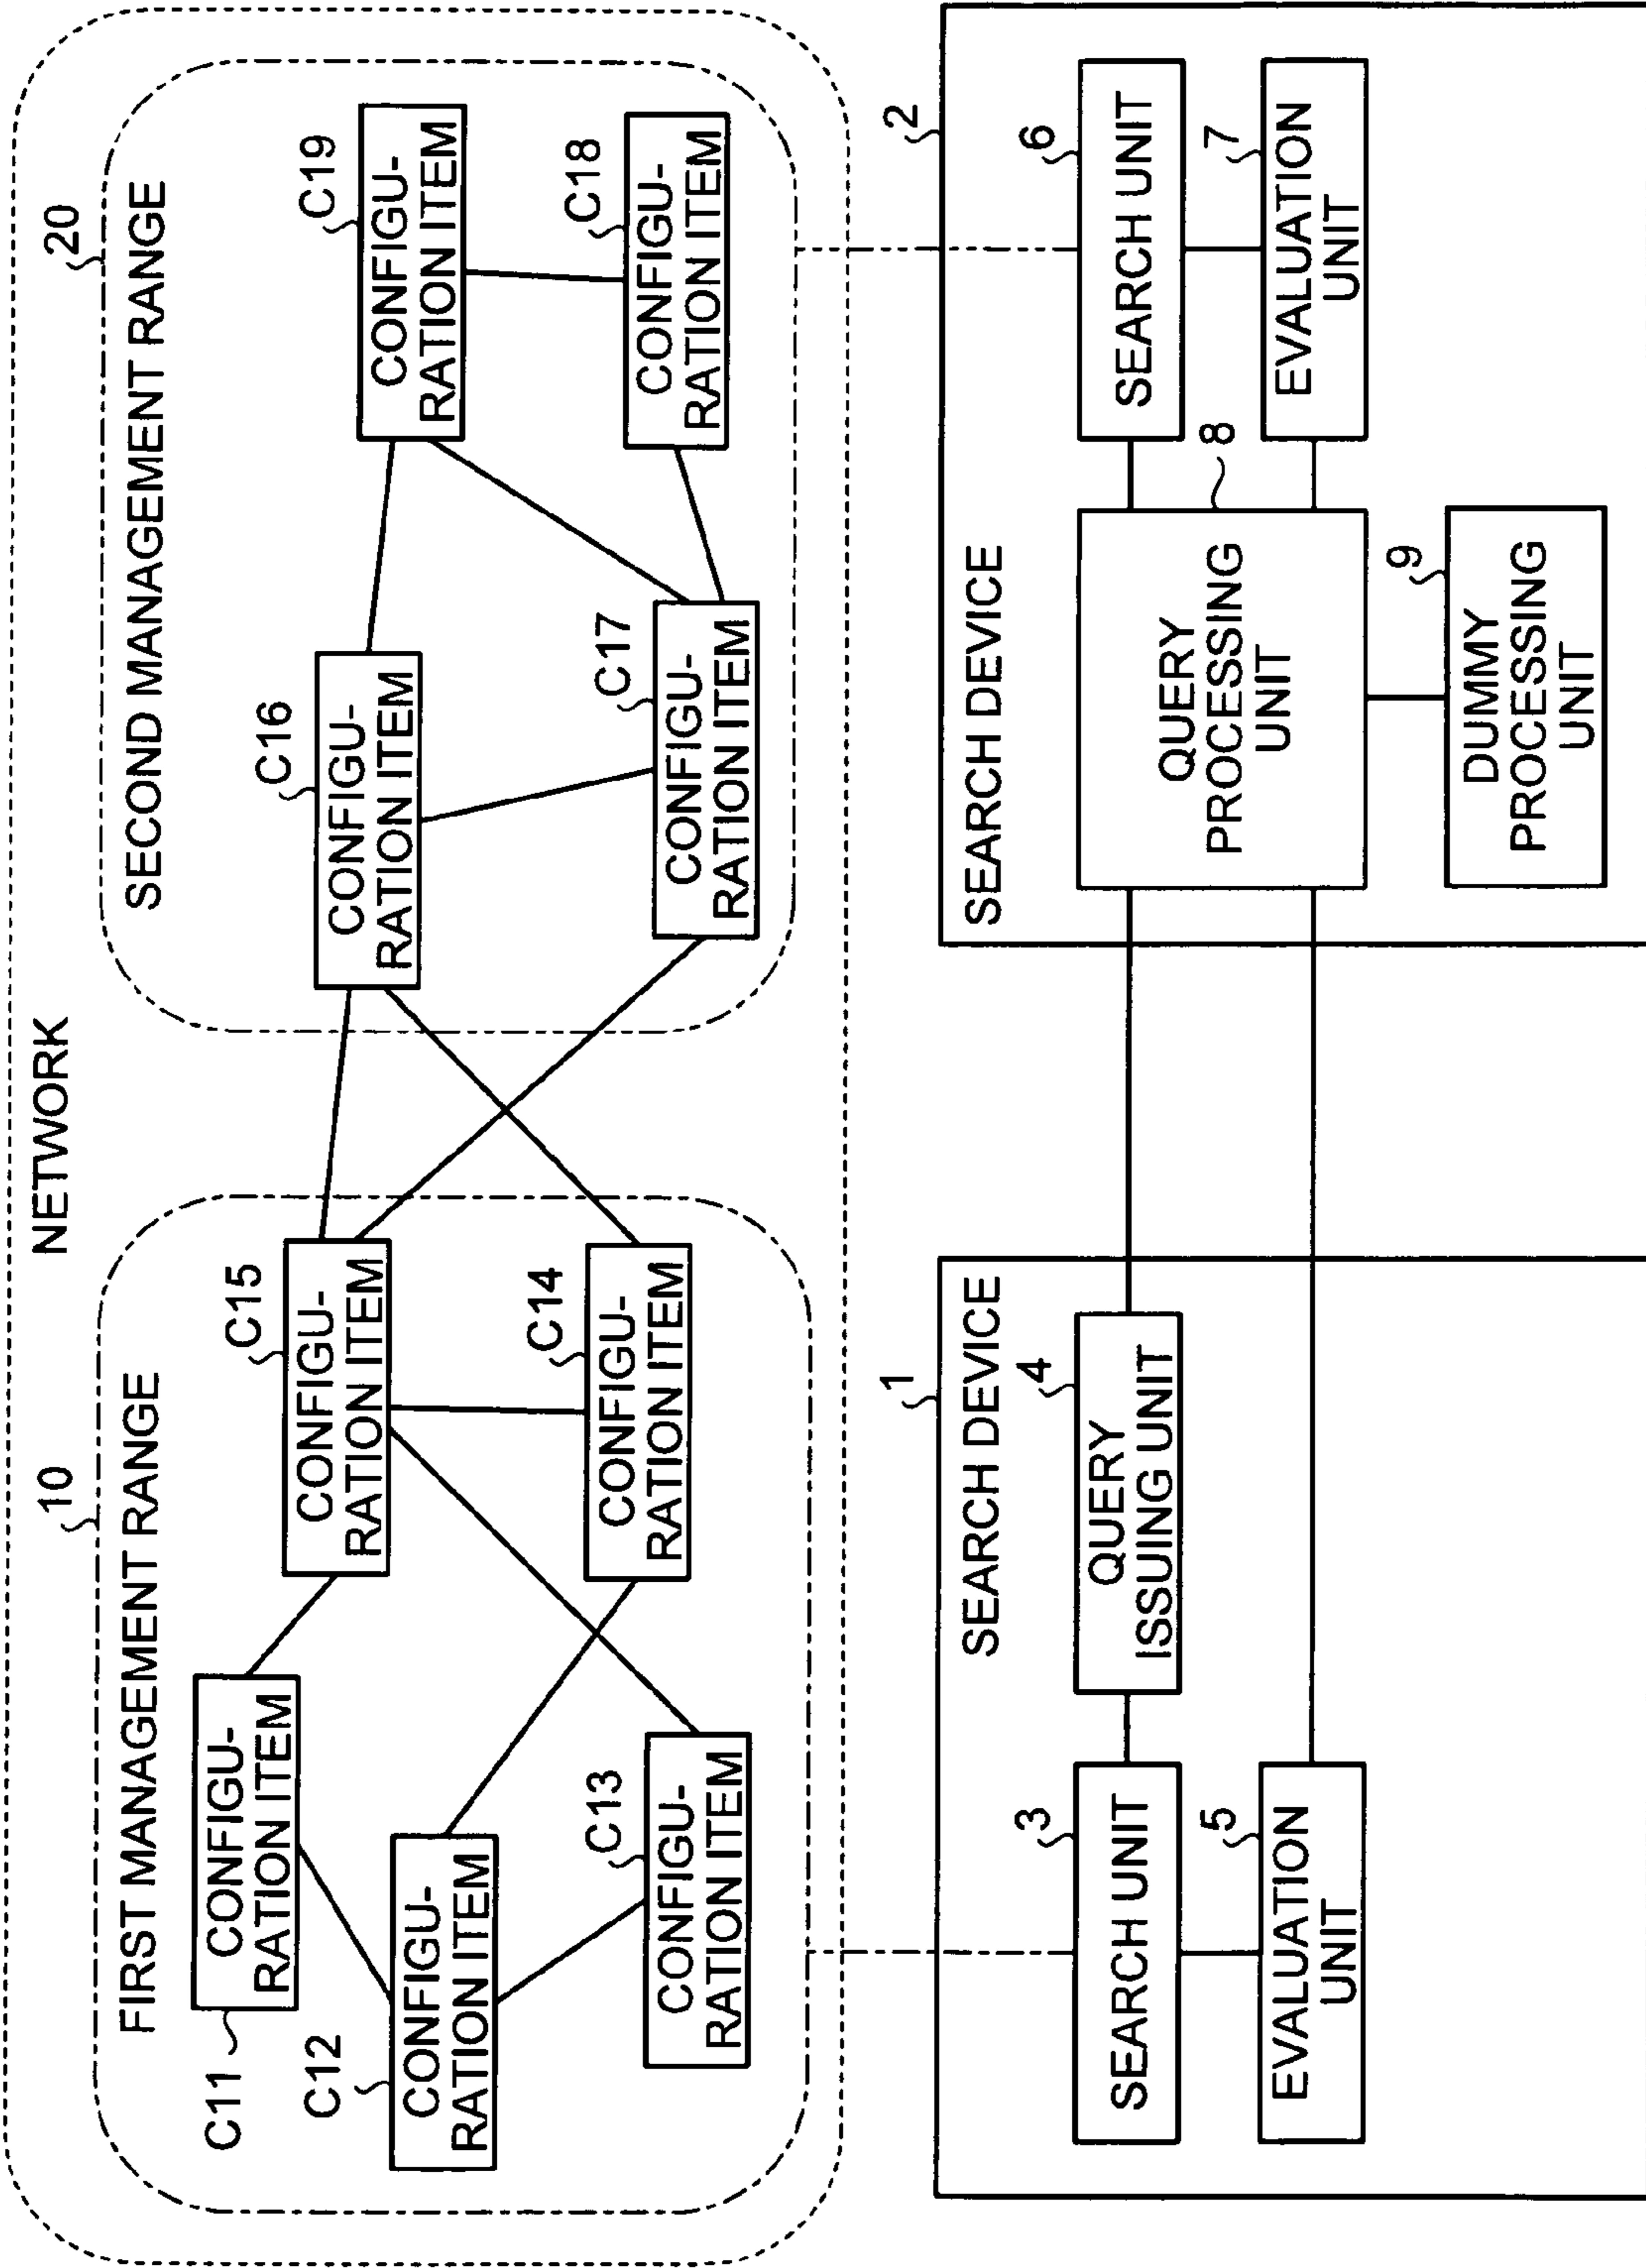 NETWORK
10
FIRST MANAGEMENT RANGE
C11
CONFIGU-
RATION ITEM
C12
CONFIGU-
RATION ITEM
C13
CONFIGU-
RATION ITEM
C15
CONFIGU-
RATION ITEM
C14
CONFIGU-
RATION ITEM
20
SECOND MANAGEMENT RANGE
C16
CONFIGU-
RATION ITEM
C17
CONFIGU-
RATION ITEM
C19
CONFIGU-
RATION ITEM
C18
CONFIGU-
RATION ITEM
1
SEARCH DEVICE
3
SEARCH UNIT
4
QUERY
ISSUING UNIT
5
EVALUATION
UNIT
2
SEARCH DEVICE
6
SEARCH UNIT
7
EVALUATION
UNIT
8
QUERY
PROCESSING
UNIT
9
DUMMY
PROCESSING
UNIT